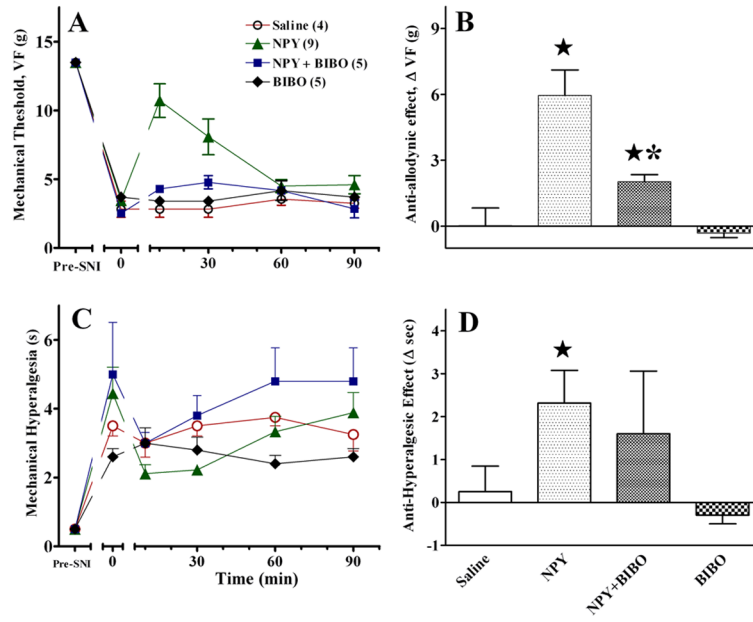 A
Saline (4)
NPY (9)
NPY + BIBO (5)
BIBO (5)
Mechanical Theshold, VF (g)
15
10
5
0
Pre-SNI
0
30
60
90
B
Anti-allodynic effect, Δ VF (g)
9
6
3
0
★
★*
C
Mechanical Hyperalgesia (s)
6
4
2
0
Pre-SNI
0
30
60
90
Time (min)
D
Anti-Hyperalgesic Effect (Δ sec)
4
3
2
1
0
-1
★
Saline
NPY
NPY+BIBO
BIBO